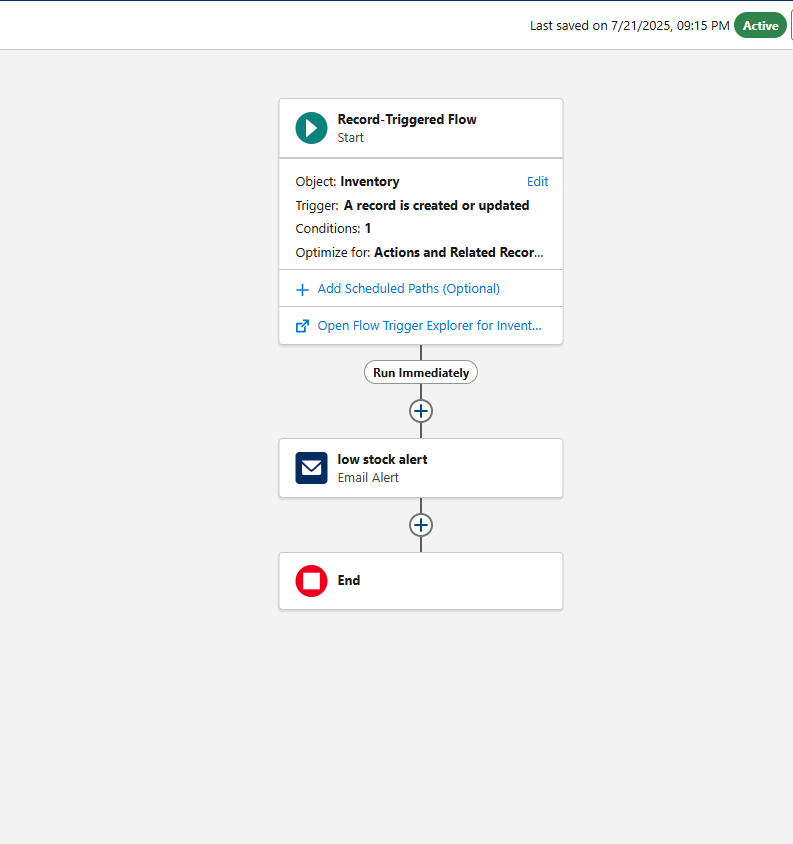 Last saved on 7/21/2025, 09:15 PM Active
Record-Triggered Flow
Start
Object: Inventory Edit
Trigger: A record is created or updated
Conditions: 1
Optimize for: Actions and Related Recor...
Add Scheduled Paths (Optional)
Open Flow Trigger Explorer for Invent...
Run Immediately
low stock alert
Email Alert
End